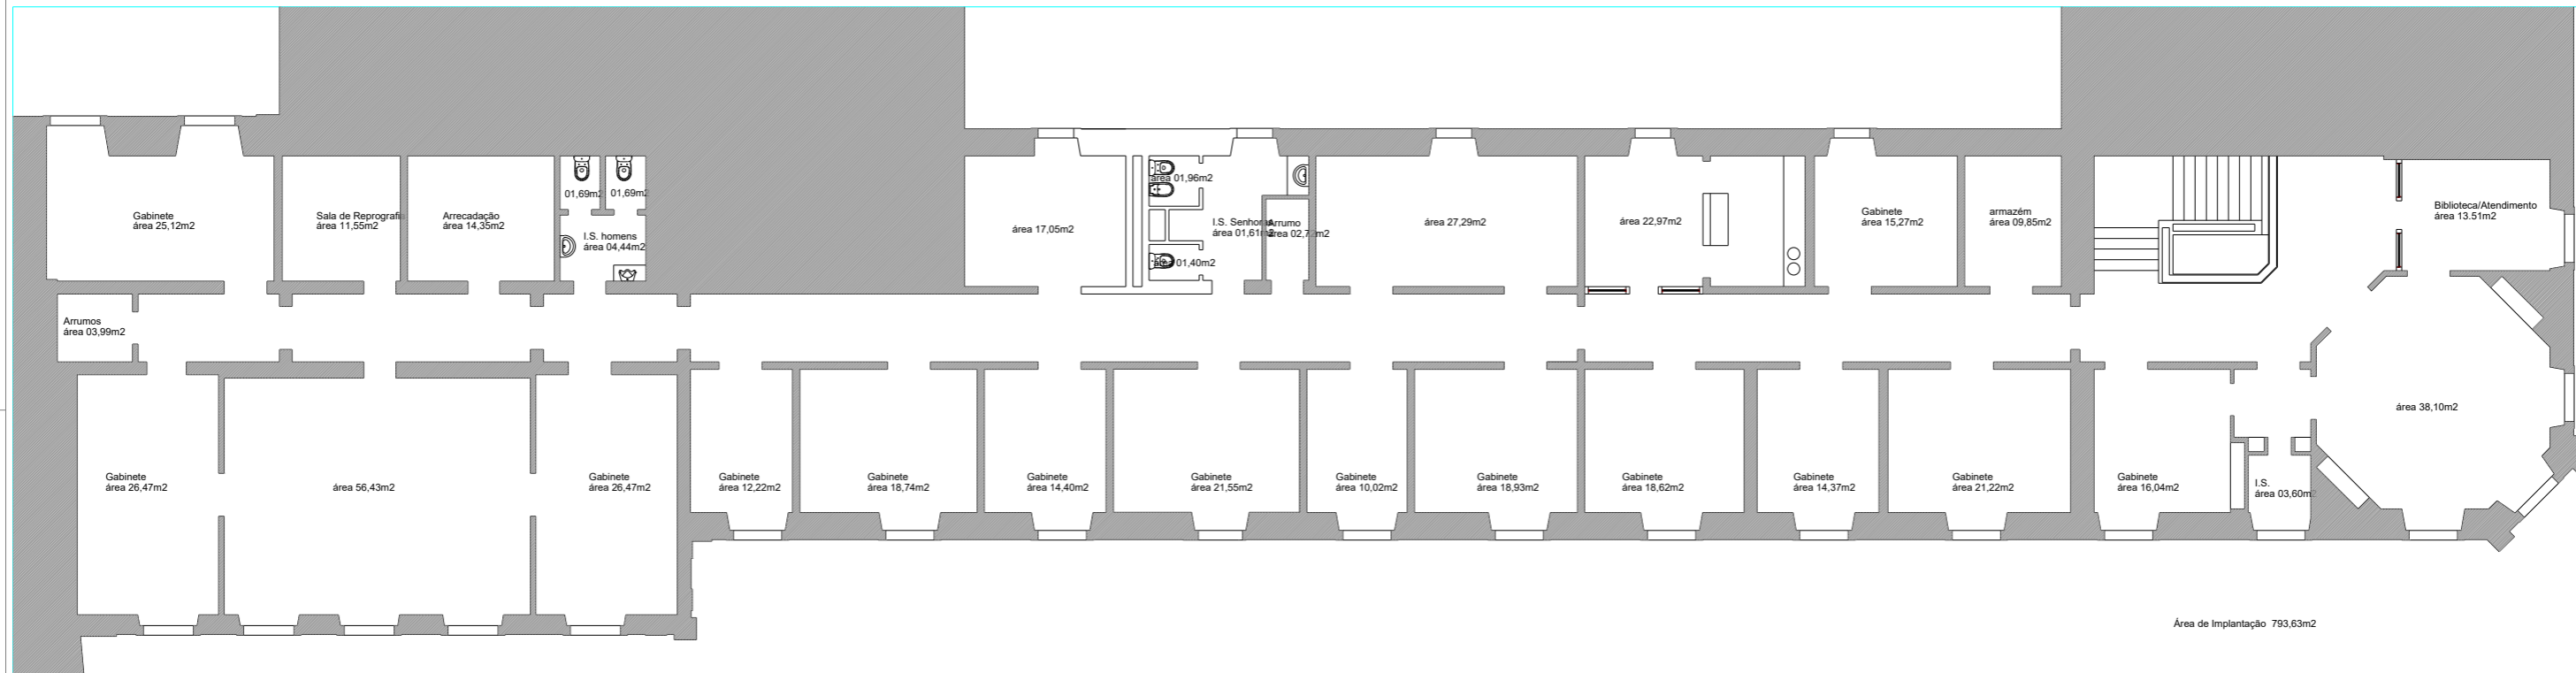 Gabinete
área 25,12m2
Sala de Reprografi
área 11,55m2
Arrecadação
área 14,35m2
01,69m2
01,69m2
I.S. homens
área 04,44m2
área 17,05m2
área 01,96m2
I.S. Senhoras
área 01,61m2
área 01,40m2
Arrumo
área 02,72m2
área 27,29m2
área 22,97m2
Gabinete
área 15,27m2
armazém
área 09,85m2
Biblioteca/Atendimento
área 13.51m2
Arrumos
área 03,99m2
Gabinete
área 26,47m2
área 56,43m2
Gabinete
área 26,47m2
Gabinete
área 12,22m2
Gabinete
área 18,74m2
Gabinete
área 14,40m2
Gabinete
área 21,55m2
Gabinete
área 10,02m2
Gabinete
área 18,93m2
Gabinete
área 18,62m2
Gabinete
área 14,37m2
Gabinete
área 21,22m2
Gabinete
área 16,04m2
I.S.
área 03,60m2
área 38,10m2
Área de Implantação 793,63m2